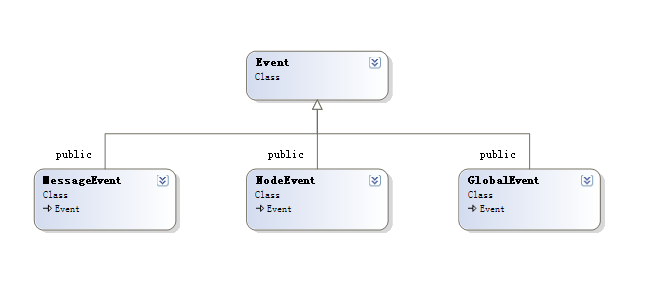 Event
Class
public
public
public
MessageEvent
Class
Event
NodeEvent
Class
Event
GlobalEvent
Class
Event